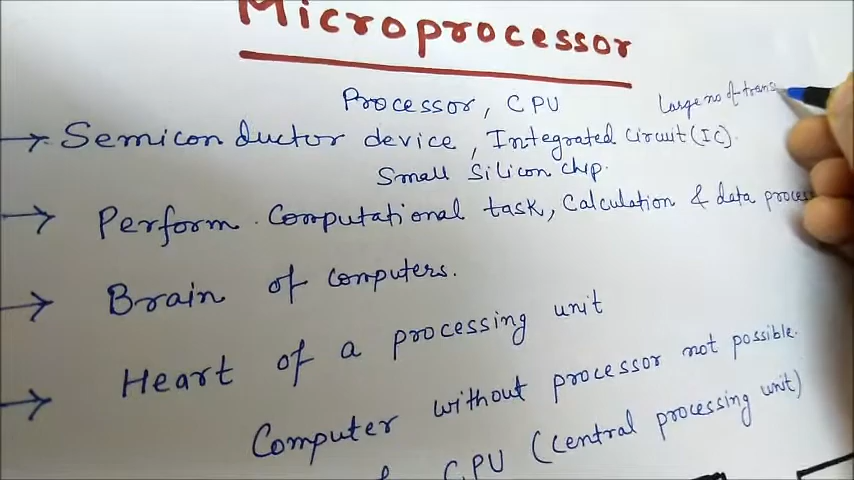 Microprocessor
Processor, CPU
Large no of trans
→ Semiconductor device, Integrated Circuit (IC).
Small Silicon chip.
→ Perform. Computational task, Calculation & data process
→ Brain of computers.
→ Heart of a processing unit
Computer without processor not possible.
CPU (central processing unit)